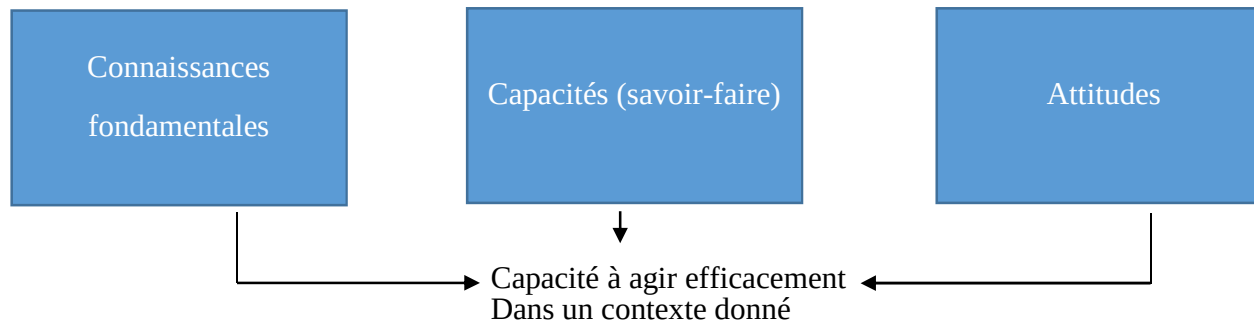 Connaissances
fondamentales
Capacités (savoir-faire)
Attitudes
Capacité à agir efficacement
Dans un contexte donné